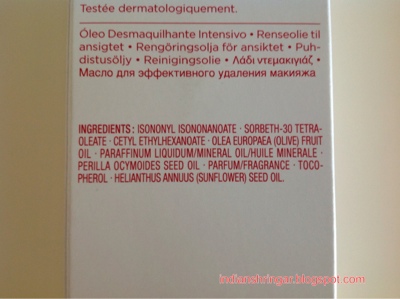 Testée dermatologiquement.
Óleo Desmaquilhante Intensivo • Renseolie til
ansigtet • Rengöringsolja för ansiktet • Puh-
distusöljy • Reinigingsolie • Λάδι ντεμακιγιάζ •
Масло для эффективного удаления макияжа
INGREDIENTS: ISONONYL ISONONANOATE · SORBETH-30 TETRA-
OLEATE · CETYL ETHYLHEXANOATE · OLEA EUROPAEA (OLIVE) FRUIT
OIL · PARAFFINUM LIQUIDUM/MINERAL OIL/HUILE MINERALE ·
PERILLA OCYMOIDES SEED OIL · PARFUM/FRAGRANCE · TOCO-
PHEROL · HELIANTHUS ANNUUS (SUNFLOWER) SEED OIL.
indianshringar.blogspot.com